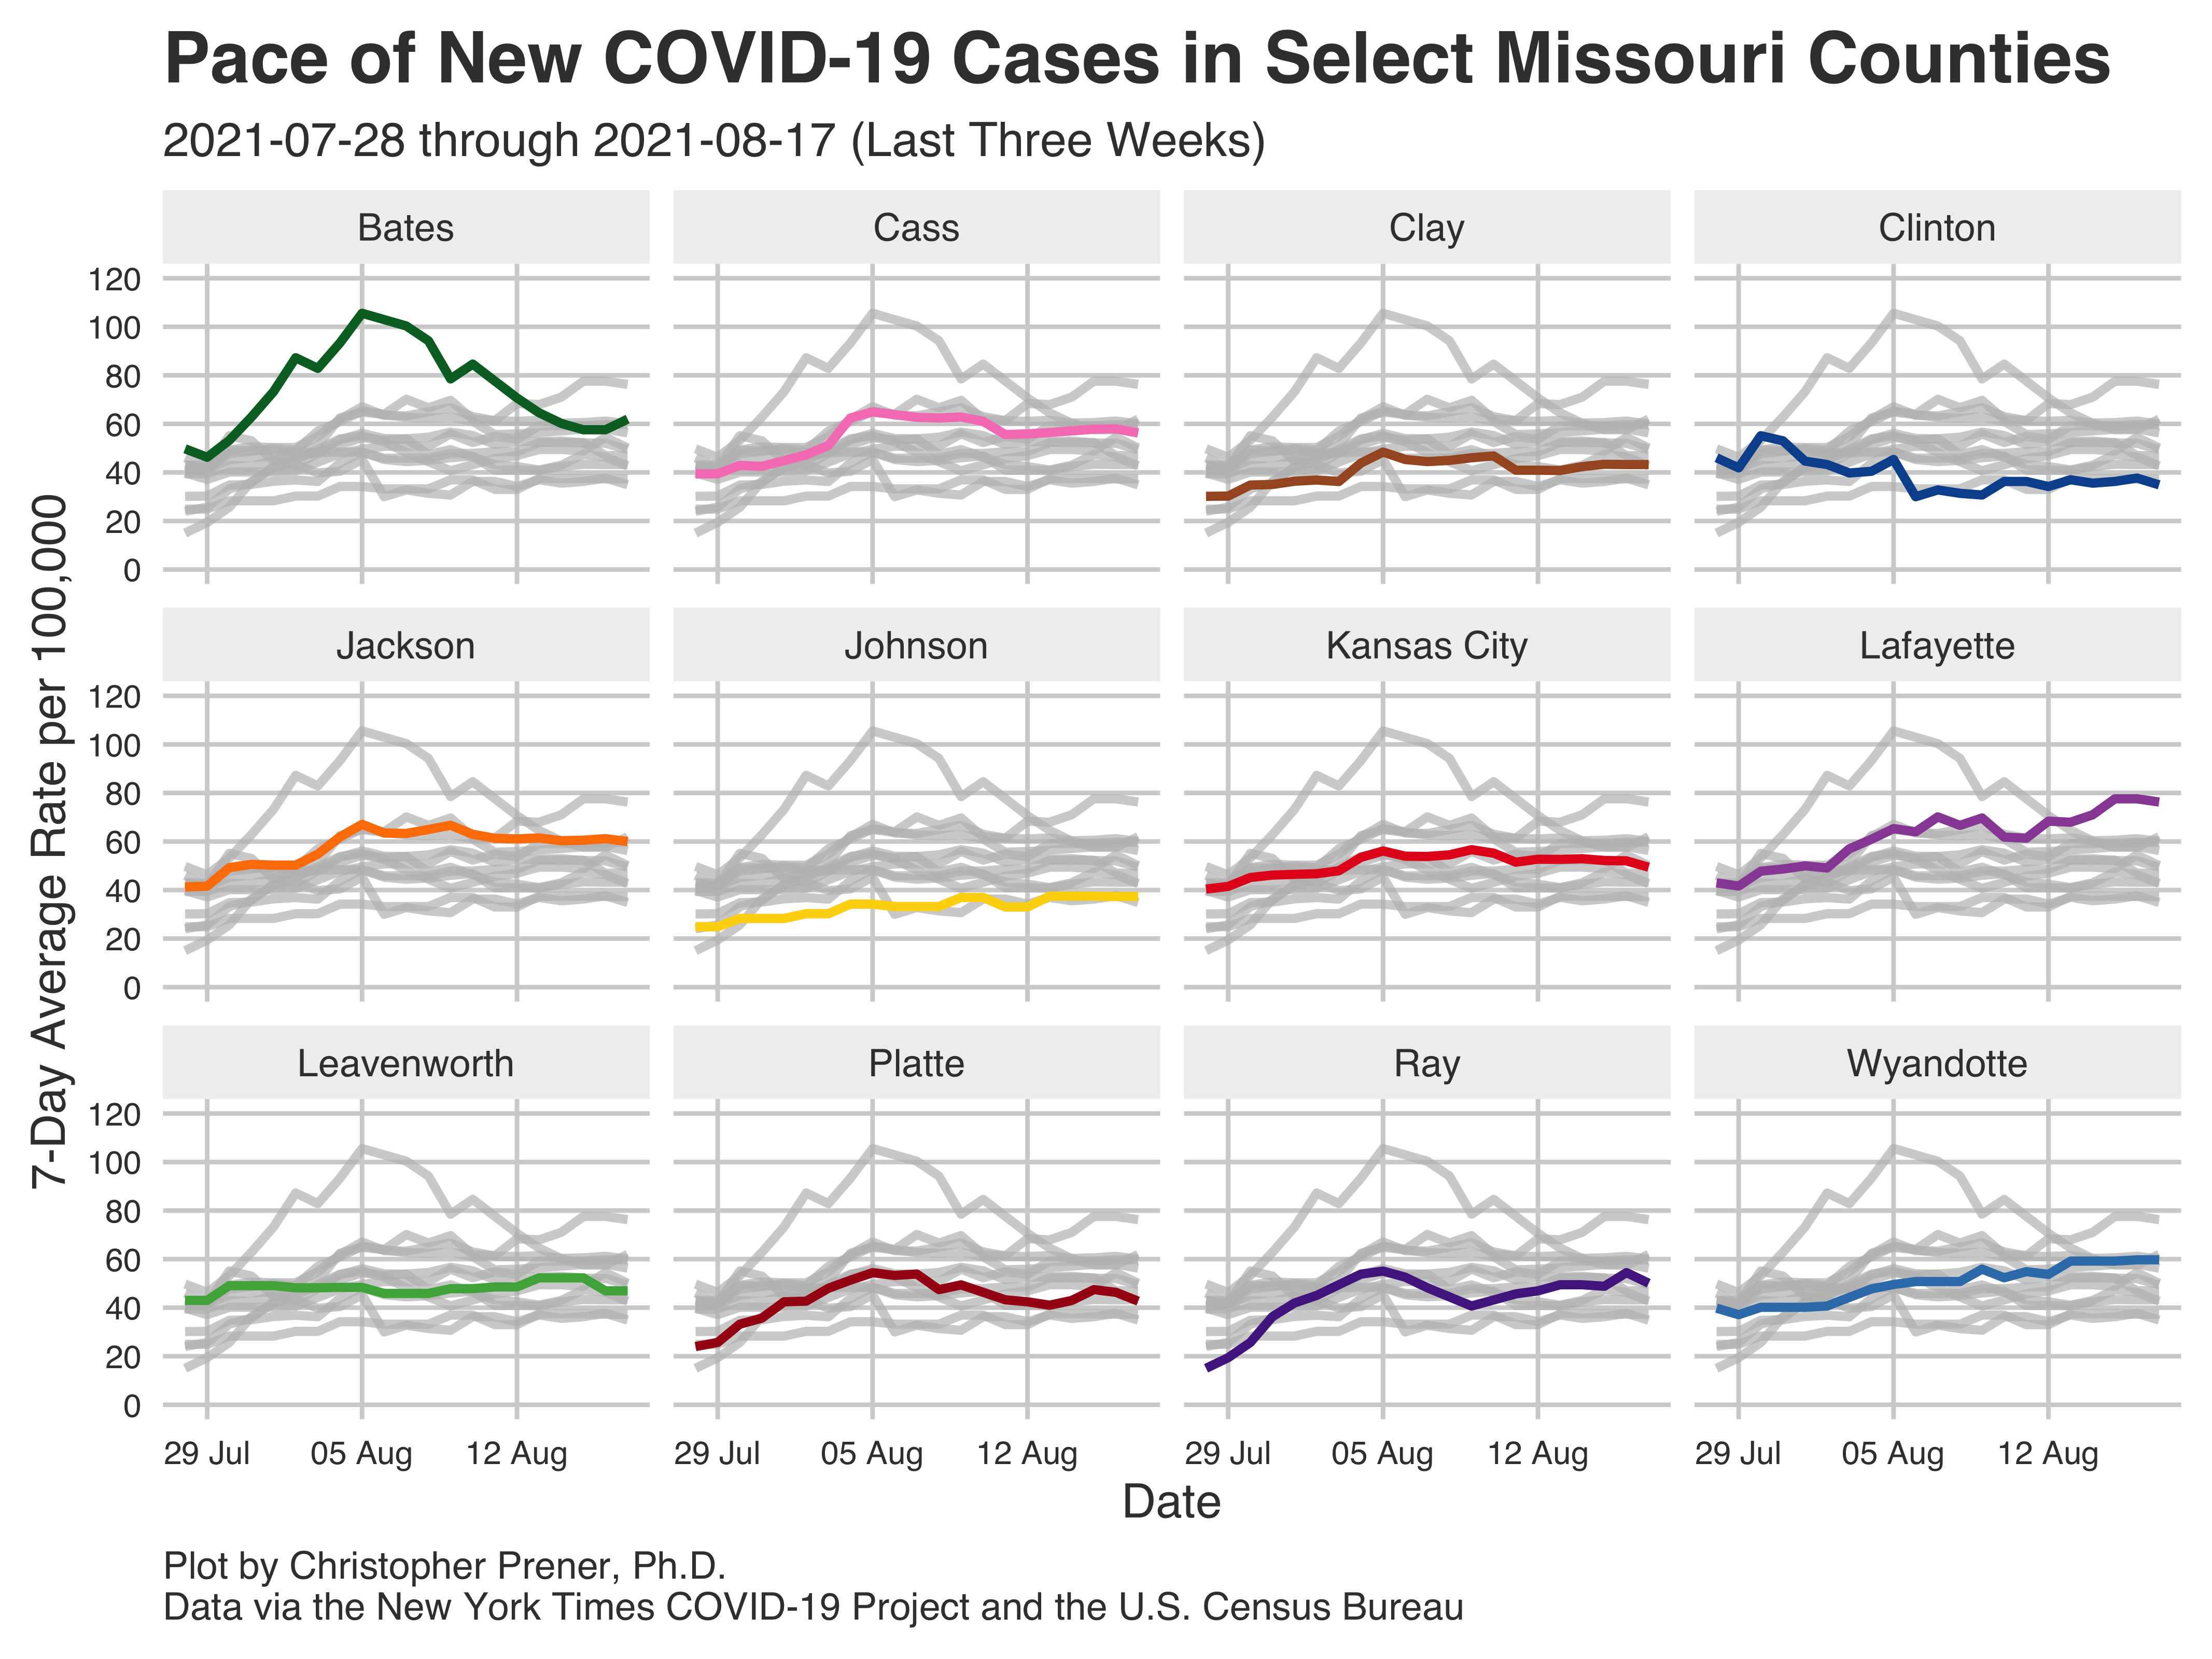 Pace of New COVID-19 Cases in Select Missouri Counties
2021-07-28 through 2021-08-17 (Last Three Weeks)
Bates
Cass
Clay
Clinton
120
100
80
60
40
20
0
Jackson
Johnson
Kansas City
Lafayette
120
100
80
60
40
20
0
Leavenworth
Platte
Ray
Wyandotte
120
100
80
60
40
20
0
7-Day Average Rate per 100,000
29 Jul 05 Aug 12 Aug
29 Jul 05 Aug 12 Aug
29 Jul 05 Aug 12 Aug
29 Jul 05 Aug 12 Aug
Date
Plot by Christopher Prener, Ph.D.
Data via the New York Times COVID-19 Project and the U.S. Census Bureau